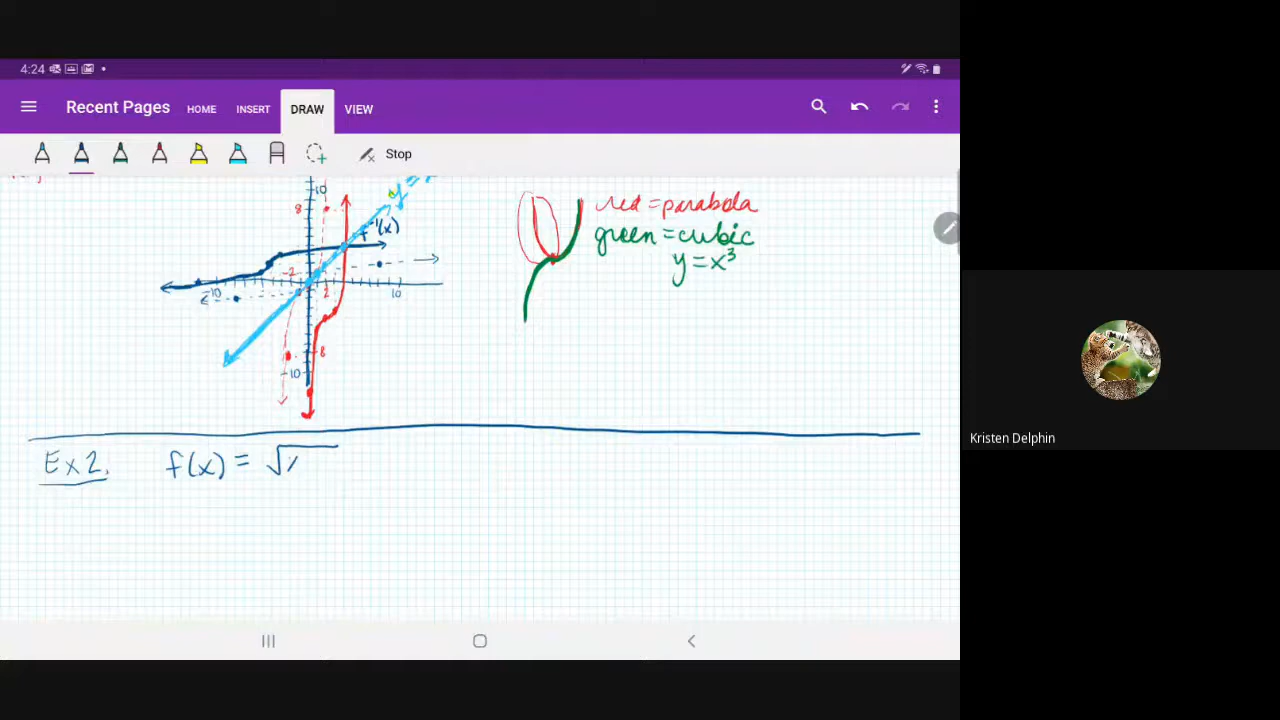 4:24
Recent Pages HOME INSERT DRAW VIEW
Stop
10
8
y=
f⁻¹(x)
-2
-10 2 10
8
-10
red = parabola
green = cubic
y = x³
Kristen Delphin
Ex 2. f(x) = √